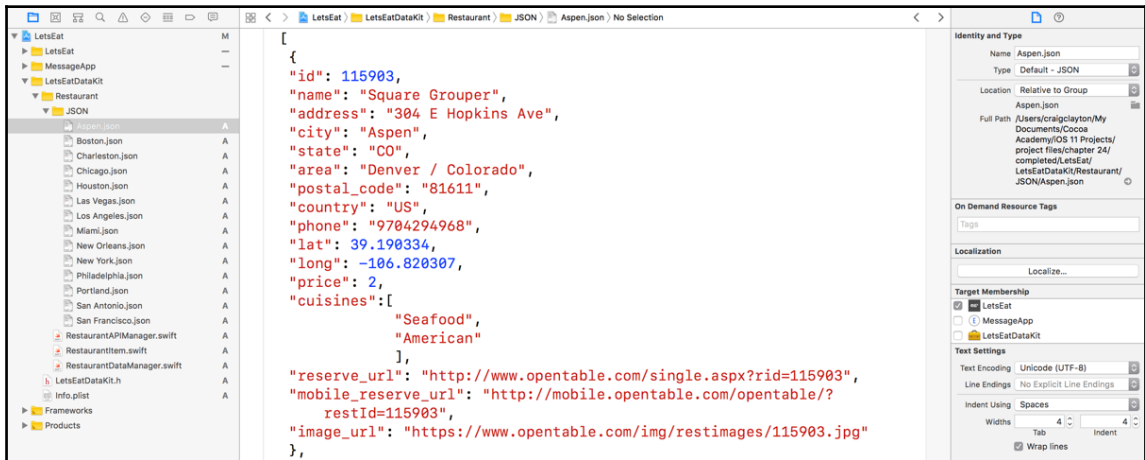 LetsEat > LetsEatDataKit > Restaurant > JSON > Aspen.json > No Selection
LetsEat M
LetsEat
MessageApp
LetsEatDataKit
Restaurant
JSON
Aspen.json A
Boston.json A
Charleston.json A
Chicago.json A
Houston.json A
Las Vegas.json A
Los Angeles.json A
Miami.json A
New Orleans.json A
New York.json A
Philadelphia.json A
Portland.json A
San Antonio.json A
San Francisco.json A
RestaurantAPIManager.swift A
RestaurantItem.swift A
RestaurantDataManager.swift A
h LetsEatDataKit.h A
Info.plist A
Frameworks
Products
[
{
"id": 115903,
"name": "Square Grouper",
"address": "304 E Hopkins Ave",
"city": "Aspen",
"state": "CO",
"area": "Denver / Colorado",
"postal_code": "81611",
"country": "US",
"phone": "9704294968",
"lat": 39.190334,
"long": -106.820307,
"price": 2,
"cuisines":[
"Seafood",
"American"
],
"reserve_url": "http://www.opentable.com/single.aspx?rid=115903",
"mobile_reserve_url": "http://mobile.opentable.com/opentable/?
restId=115903",
"image_url": "https://www.opentable.com/img/restimages/115903.jpg"
},
Identity and Type
Name Aspen.json
Type Default - JSON
Location Relative to Group
Aspen.json
Full Path /Users/craigclayton/My
Documents/Cocoa
Academy/iOS 11 Projects/
project files/chapter 24/
completed/LetsEat/
LetsEatDataKit/Restaurant/
JSON/Aspen.json
On Demand Resource Tags
Tags
Localization
Localize...
Target Membership
LetsEat
MessageApp
LetsEatDataKit
Text Settings
Text Encoding Unicode (UTF-8)
Line Endings No Explicit Line Endings
Indent Using Spaces
Widths 4 4
Tab Indent
Wrap lines